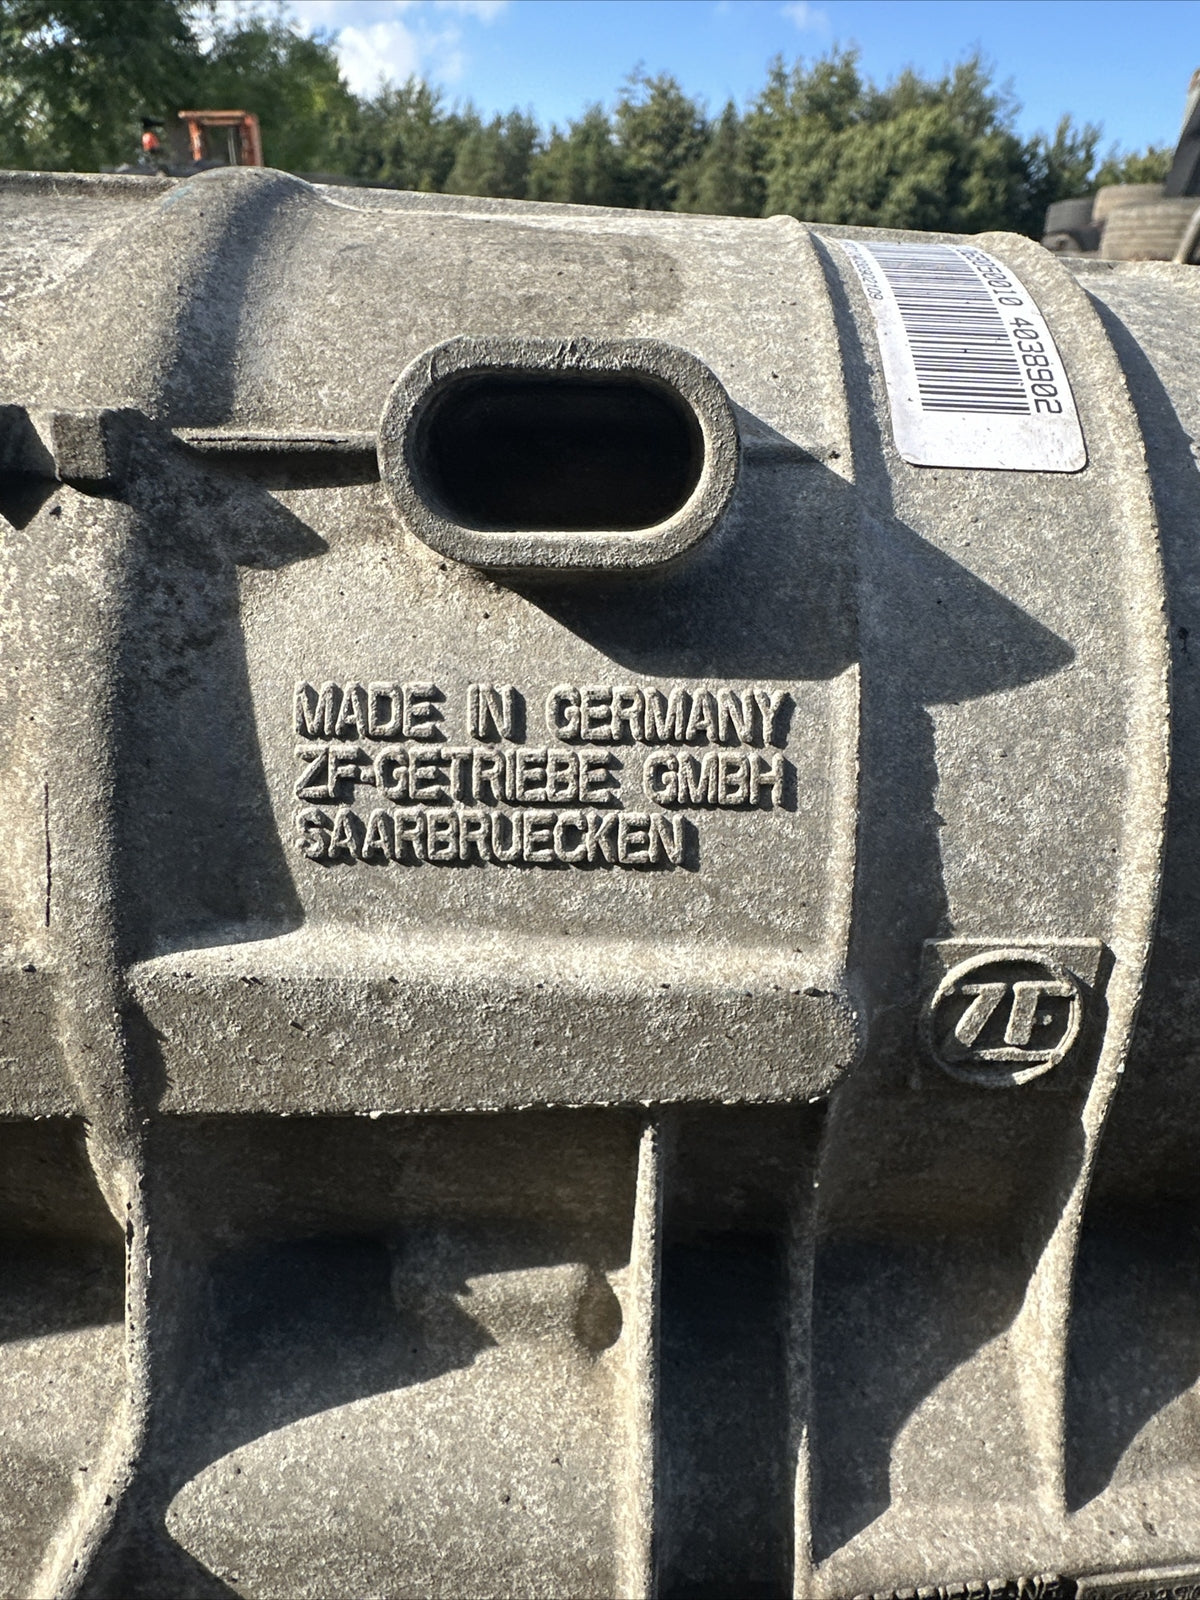 MADE IN GERMANY
ZF-GETRIEBE GMBH
SAARBRUECKEN
ZF
4038902